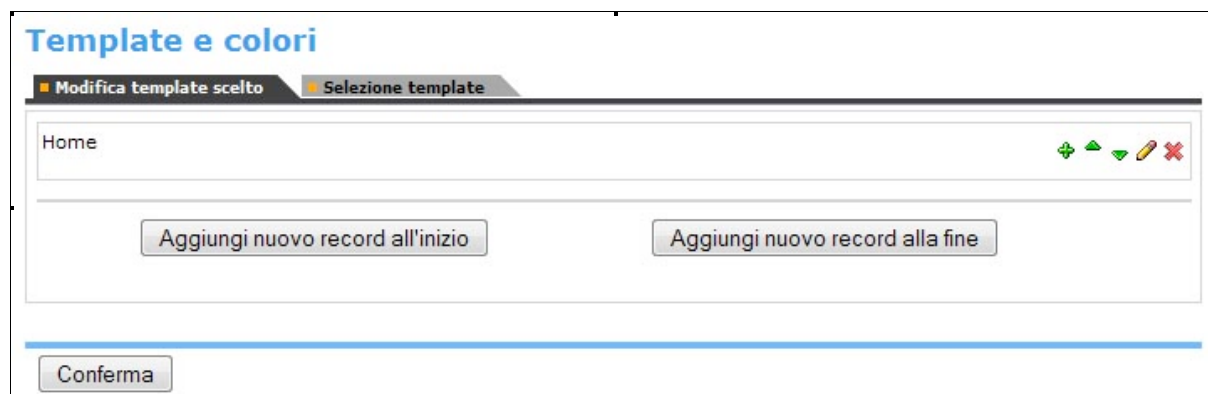 Template e colori
Modifica template scelto Selezione template
Home
Aggiungi nuovo record all'inizio Aggiungi nuovo record alla fine
Conferma